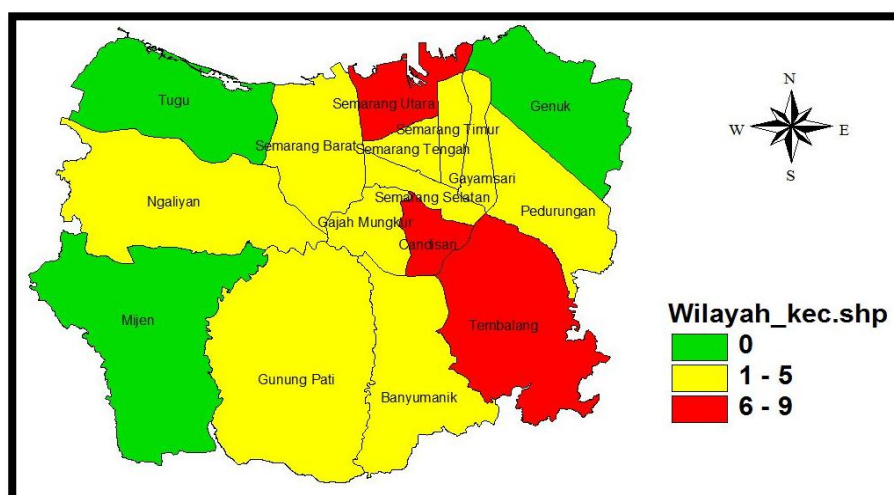 Tugu
Semarang Utara
Genuk
Semarang Timur
Semarang Barat
Semarang Tengah
Gayamsari
Ngaliyan
Semarang Selatan
Pedurungan
Gajah Mungkur
Candisan
Mijen
Tembalang
Gunung Pati
Banyumanik
N
W
E
S
Wilayah_kec.shp
0
1 - 5
6 - 9